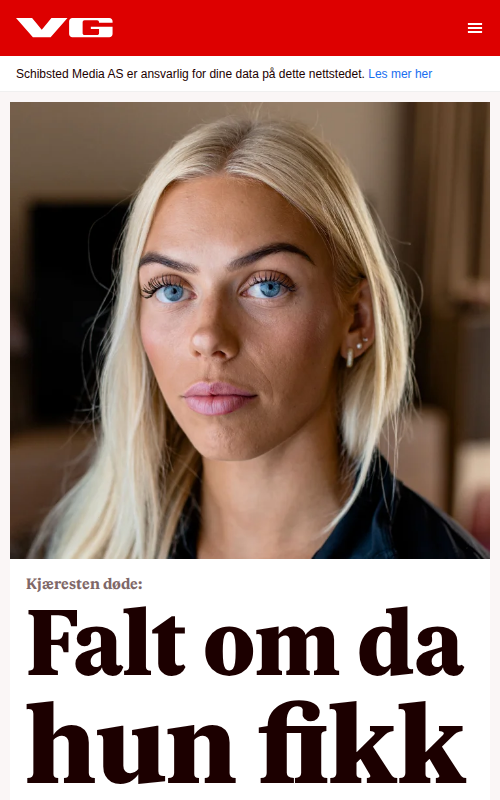 VG
Schibsted Media AS er ansvarlig for dine data på dette nettstedet. Les mer her
Kjæresten døde:
Falt om da
hun fikk